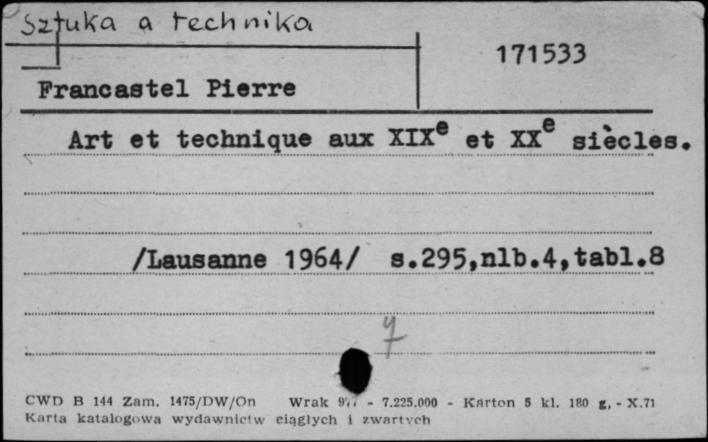 Sztuka a technika
171533
Francastel Pierre
Art et technique aux XIXe et XXe siècles.
/Lausanne 1964/ s.295,nlb.4,tabl.8
CWD B 144 Zam. 1475/DW/On Wrak - 7.225.000 - Karton 5 kl. 180 g. - X.71
Karta katalogowa wydawnictw ciągłych i zwartych